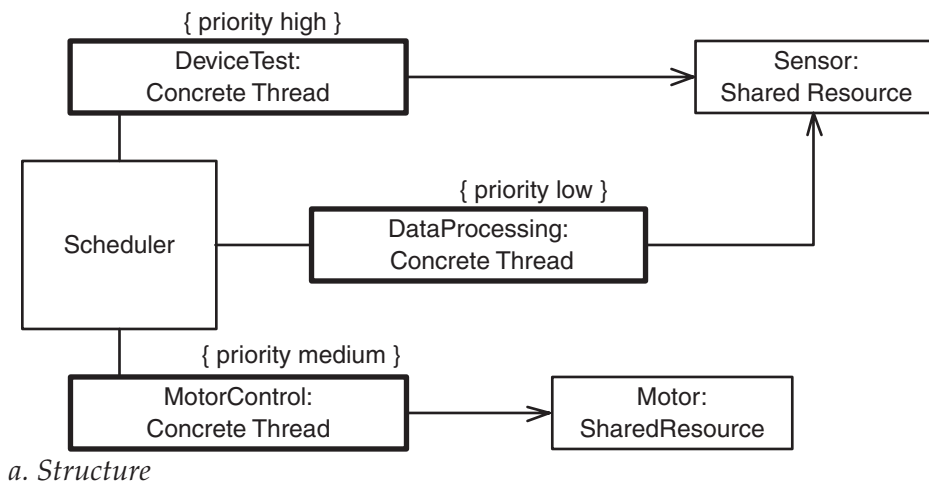 { priority high }
DeviceTest:
Concrete Thread
Sensor:
Shared Resource
{ priority low }
Scheduler
DataProcessing:
Concrete Thread
{ priority medium }
MotorControl:
Concrete Thread
Motor:
SharedResource
a. Structure